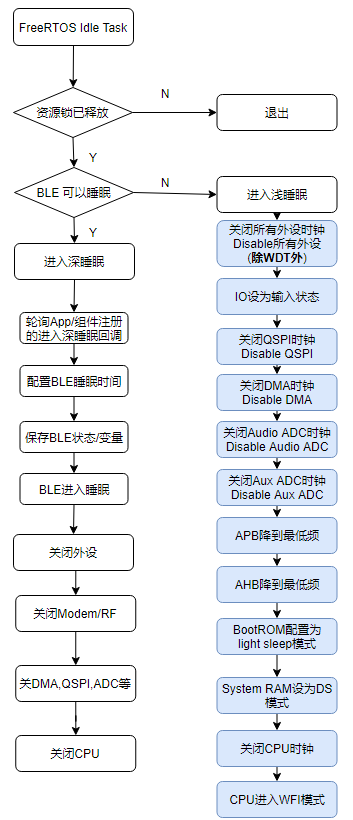 FreeRTOS Idle Task
资源锁已释放
N
退出
Y
BLE 可以睡眠
N
进入浅睡眠
Y
进入深睡眠
轮询App/组件注册
的进入深睡眠回调
配置BLE睡眠时间
保存BLE状态/变量
BLE进入睡眠
关闭外设
关闭Modem/RF
关DMA,QSPI,ADC等
关闭CPU
关闭所有外设时钟
Disable所有外设
(除WDT外)
IO设为输入状态
关闭QSPI时钟
Disable QSPI
关闭DMA时钟
Disable DMA
关闭Audio ADC时钟
Disable Audio ADC
关闭Aux ADC时钟
Disable Aux ADC
APB降到最低频
AHB降到最低频
BootROM配置为
light sleep模式
System RAM设为DS
模式
关闭CPU时钟
CPU进入WFI模式